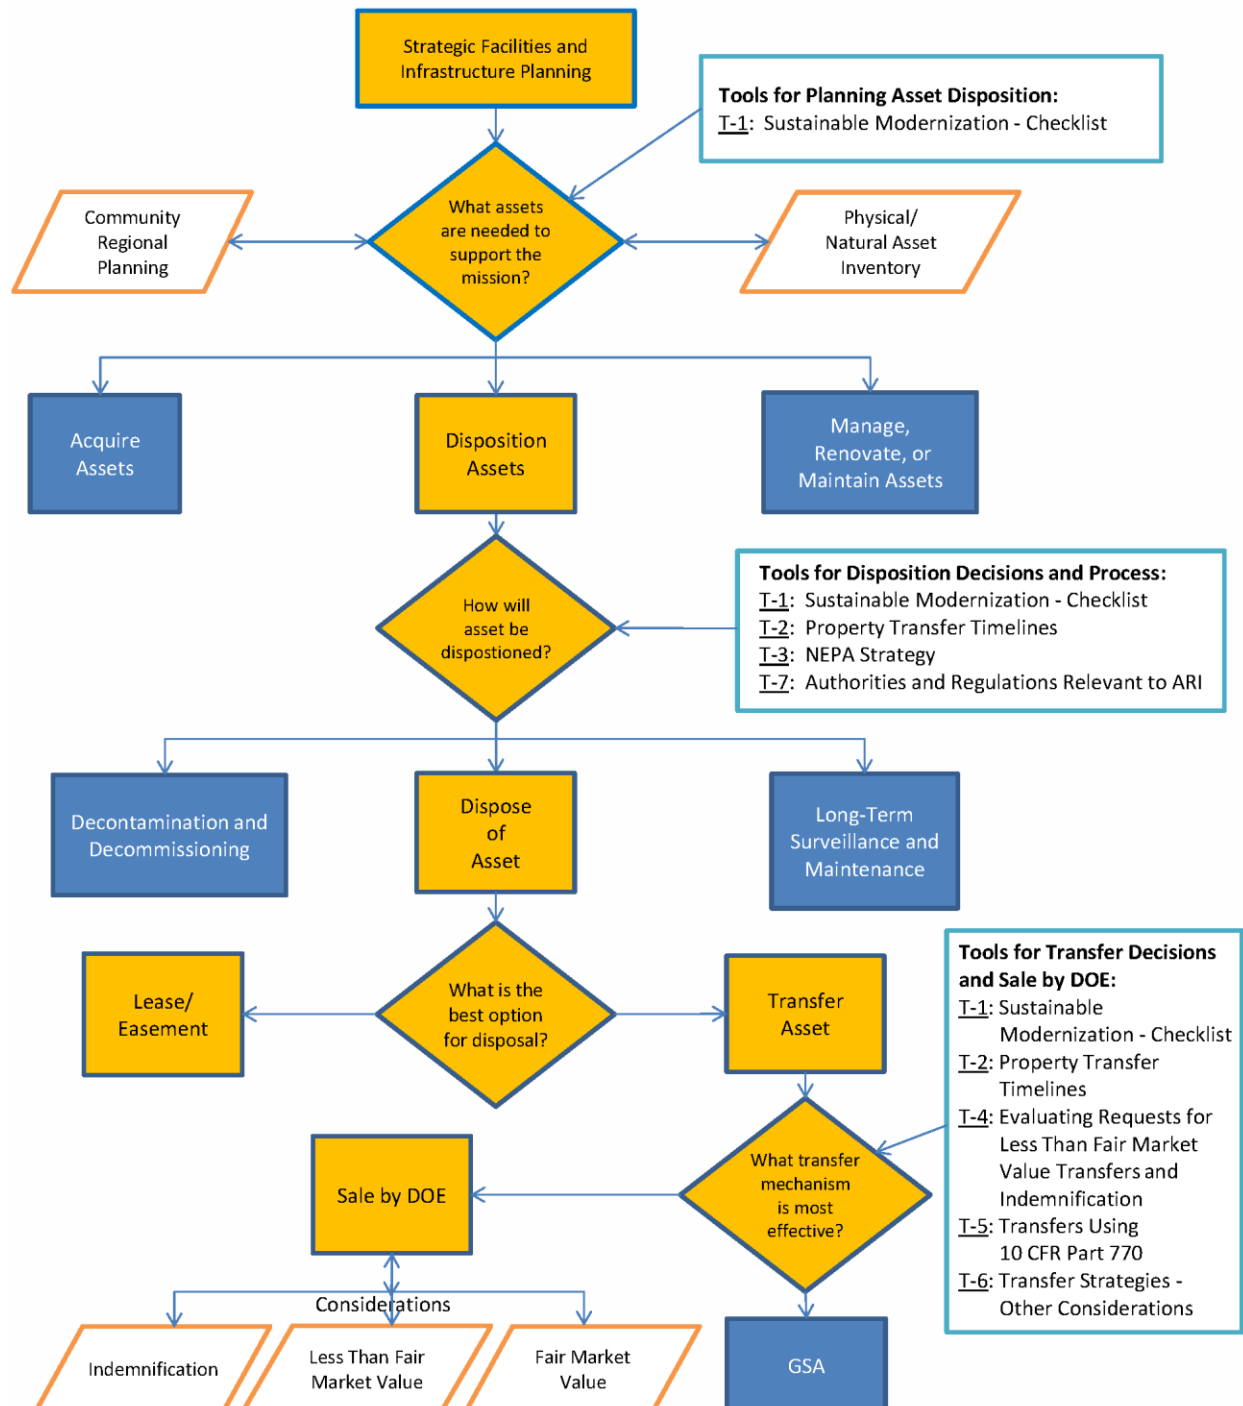 Strategic Facilities and
Infrastructure Planning
Tools for Planning Asset Disposition:
T-1: Sustainable Modernization - Checklist
What assets
are needed to
support the
mission?
Community
Regional
Planning
Physical/
Natural Asset
Inventory
Acquire
Assets
Disposition
Assets
Manage,
Renovate, or
Maintain Assets
How will
asset be
dispostioned?
Tools for Disposition Decisions and Process:
T-1: Sustainable Modernization - Checklist
T-2: Property Transfer Timelines
T-3: NEPA Strategy
T-7: Authorities and Regulations Relevant to ARI
Decontamination and
Decommissioning
Dispose
of
Asset
Long-Term
Surveillance and
Maintenance
Lease/
Easement
What is the
best option
for disposal?
Transfer
Asset
Tools for Transfer Decisions
and Sale by DOE:
T-1: Sustainable
Modernization - Checklist
T-2: Property Transfer
Timelines
T-4: Evaluating Requests for
Less Than Fair Market
Value Transfers and
Indemnification
T-5: Transfers Using
10 CFR Part 770
T-6: Transfer Strategies -
Other Considerations
Sale by DOE
What transfer
mechanism
is most
effective?
Considerations
Indemnification
Less Than Fair
Market Value
Fair Market
Value
GSA